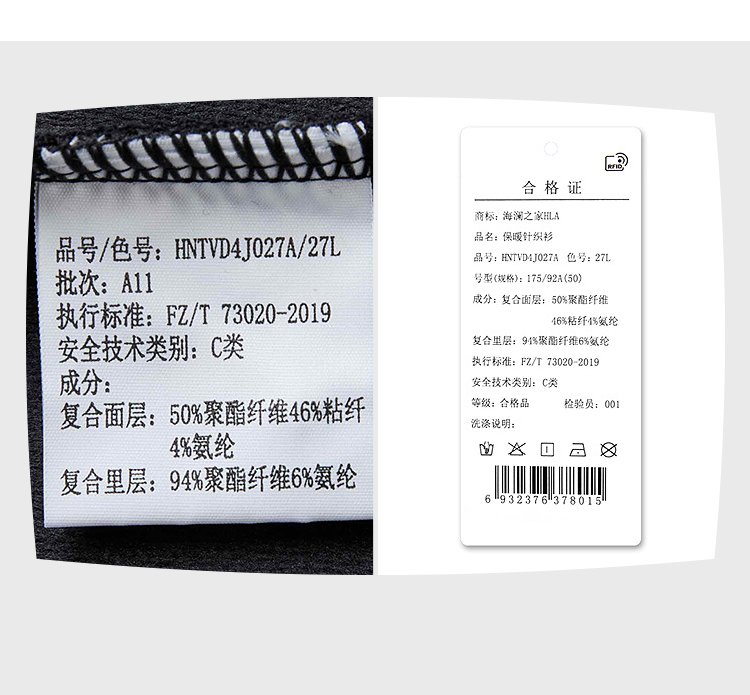 品号/色号：HNTVD4J027A/27L
批次：A11
执行标准：FZ/T 73020-2019
安全技术类别：C类
成分：
复合面层：50%聚酯纤维46%粘纤
4%氨纶
复合里层：94%聚酯纤维6%氨纶
RFID
合格证
商标：海澜之家HLA
品名：保暖针织衫
品号：HNTVD4J027A 色号：27L
号型(规格)：175/92A(50)
成分：复合面层：50%聚酯纤维
46%粘纤4%氨纶
复合里层：94%聚酯纤维6%氨纶
执行标准：FZ/T 73020-2019
安全技术类别：C类
等级：合格品 检验员：001
洗涤说明：
6 932376 378015